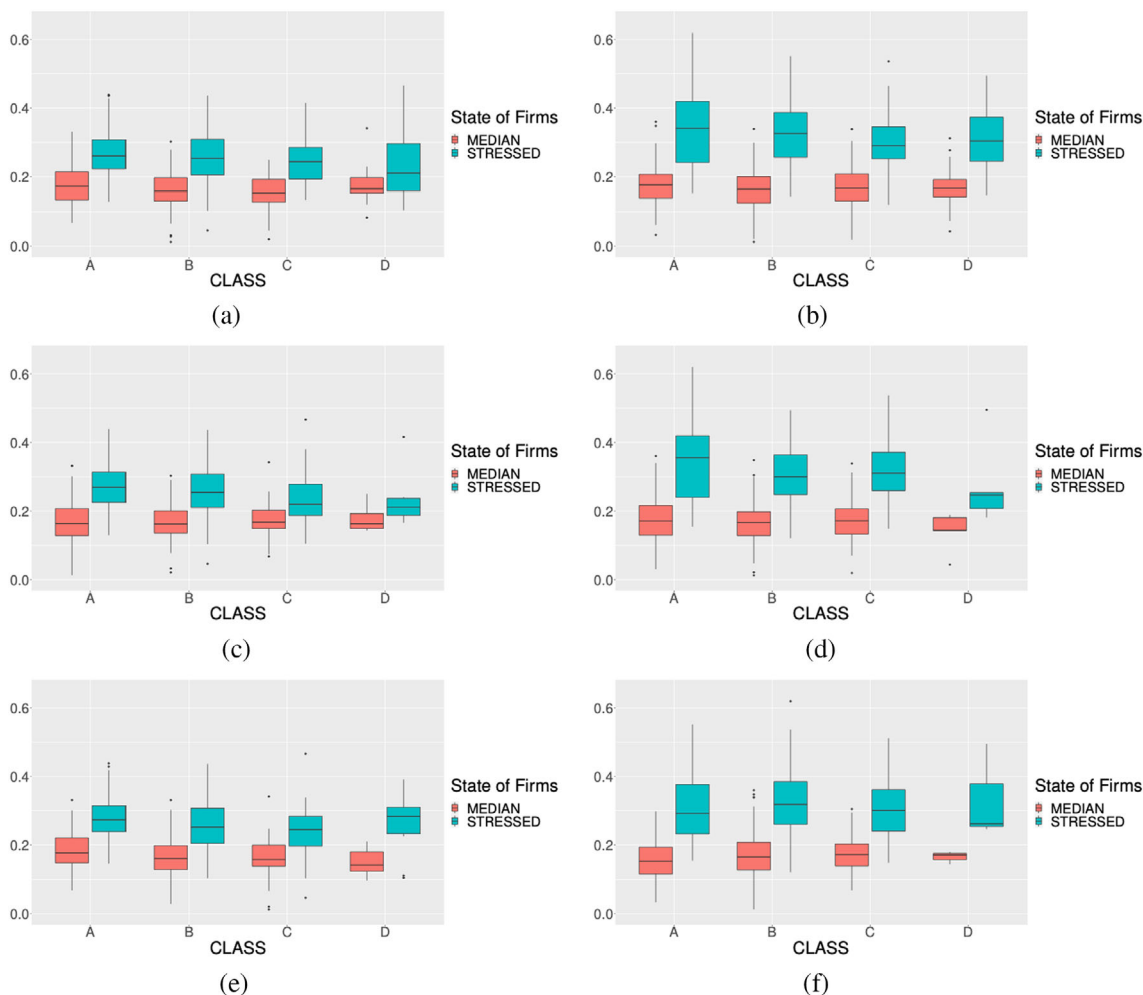 0.6
0.4
0.2
0.0
A B C D
CLASS
State of Firms
MEDIAN
STRESSED
(a)
0.6
0.4
0.2
0.0
A B C D
CLASS
State of Firms
MEDIAN
STRESSED
(b)
0.6
0.4
0.2
0.0
A B C D
CLASS
State of Firms
MEDIAN
STRESSED
(c)
0.6
0.4
0.2
0.0
A B C D
CLASS
State of Firms
MEDIAN
STRESSED
(d)
0.6
0.4
0.2
0.0
A B C D
CLASS
State of Firms
MEDIAN
STRESSED
(e)
0.6
0.4
0.2
0.0
A B C D
CLASS
State of Firms
MEDIAN
STRESSED
(f)